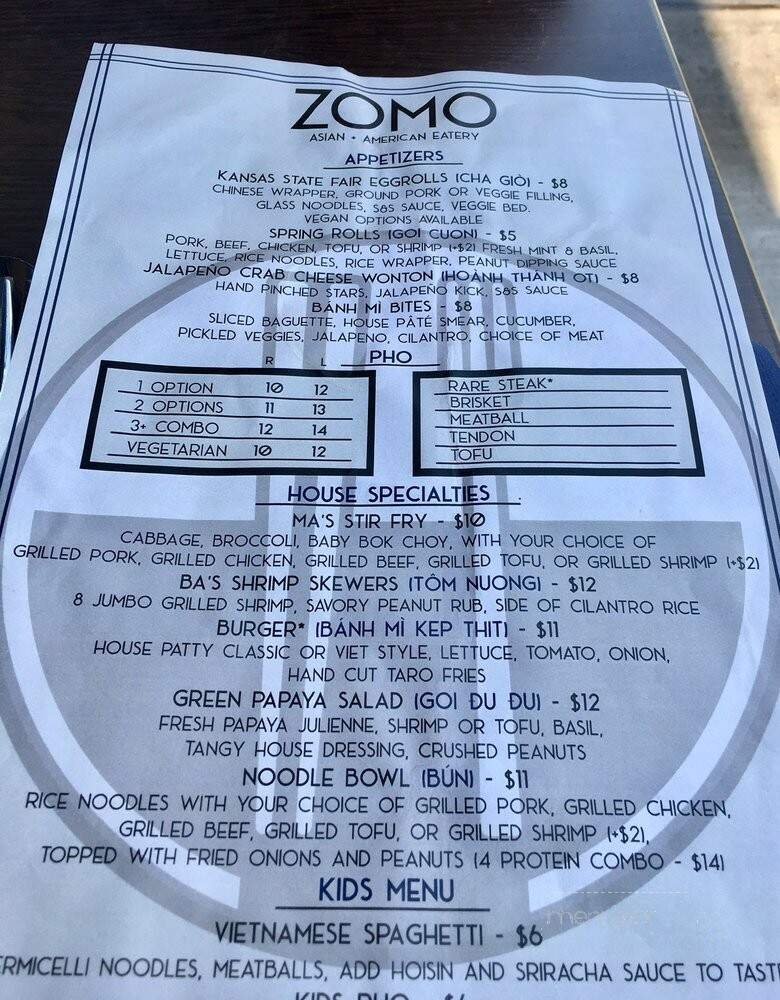 ZOMO
ASIAN + AMERICAN EATERY
APPETIZERS
KANSAS STATE FAIR EGGROLLS (CHA GIÒ) - $8
CHINESE WRAPPER, GROUND PORK OR VEGGIE FILLING,
GLASS NOODLES, S&S SAUCE, VEGGIE BED.
VEGAN OPTIONS AVAILABLE
SPRING ROLLS (GOI CUON) - $5
PORK, BEEF, CHICKEN, TOFU, OR SHRIMP (+$2) FRESH MINT & BASIL,
LETTUCE, RICE NOODLES, RICE WRAPPER, PEANUT DIPPING SAUCE
JALAPEÑO CRAB CHEESE WONTON (HOÀNH THÁNH OT) - $8
HAND PINCHED STARS, JALAPEÑO KICK, S&S SAUCE
BÁNH MÌ BITES - $8
SLICED BAGUETTE, HOUSE PÂTÉ SMEAR, CUCUMBER,
PICKLED VEGGIES, JALAPENO, CILANTRO, CHOICE OF MEAT
PHO
R L
1 OPTION 10 12
2 OPTIONS 11 13
3+ COMBO 12 14
VEGETARIAN 10 12
RARE STEAK*
BRISKET
MEATBALL
TENDON
TOFU
HOUSE SPECIALTIES
MA'S STIR FRY - $10
CABBAGE, BROCCOLI, BABY BOK CHOY, WITH YOUR CHOICE OF
GRILLED PORK, GRILLED CHICKEN, GRILLED BEEF, GRILLED TOFU, OR GRILLED SHRIMP (+$2)
BA'S SHRIMP SKEWERS (TÔM NUONG) - $12
8 JUMBO GRILLED SHRIMP, SAVORY PEANUT RUB, SIDE OF CILANTRO RICE
BURGER* (BÁNH MÌ KEP THIT) - $11
HOUSE PATTY CLASSIC OR VIET STYLE, LETTUCE, TOMATO, ONION,
HAND CUT TARO FRIES
GREEN PAPAYA SALAD (GOI ĐU ĐU) - $12
FRESH PAPAYA JULIENNE, SHRIMP OR TOFU, BASIL,
TANGY HOUSE DRESSING, CRUSHED PEANUTS
NOODLE BOWL (BÚN) - $11
RICE NOODLES WITH YOUR CHOICE OF GRILLED PORK, GRILLED CHICKEN,
GRILLED BEEF, GRILLED TOFU, OR GRILLED SHRIMP (+$2),
TOPPED WITH FRIED ONIONS AND PEANUTS (4 PROTEIN COMBO - $14)
KIDS MENU
VIETNAMESE SPAGHETTI - $6
ERMICELLI NOODLES, MEATBALLS, ADD HOISIN AND SRIRACHA SAUCE TO TAST
KIDS PHO